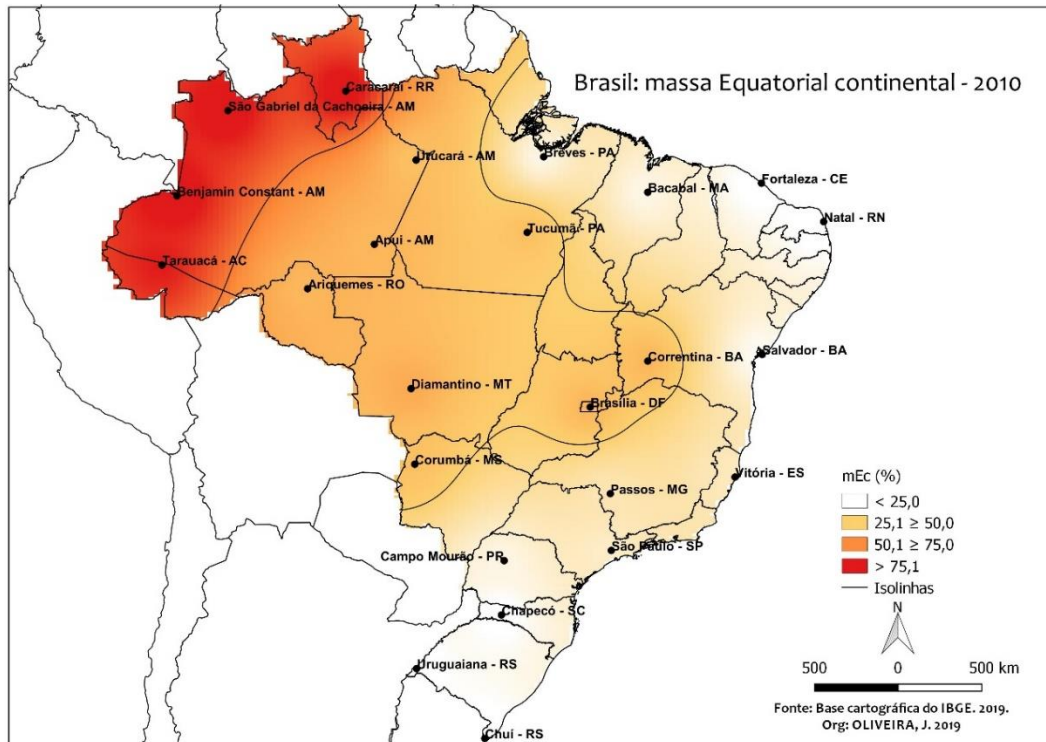 Brasil: massa Equatorial continental - 2010
Caracaraí - RR
São Gabriel da Cachoeira - AM
Urucará - AM
Breves - PA
Fortaleza - CE
Benjamin Constant - AM
Bacabal - MA
Natal - RN
Apuí - AM
Tucumã - PA
Tarauacá - AC
Ariquemes - RO
Correntina - BA
Salvador - BA
Diamantino - MT
Brasília - DF
Corumbá - MS
Vitória - ES
Passos - MG
São Paulo - SP
Campo Mourão - PR
Chapecó - SC
Uruguaiana - RS
Chuí - RS
mEc (%)
< 25,0
25,1 ≥ 50,0
50,1 ≥ 75,0
> 75,1
Isolinhas
N
500 0 500 km
Fonte: Base cartográfica do IBGE. 2019.
Org: OLIVEIRA, J. 2019